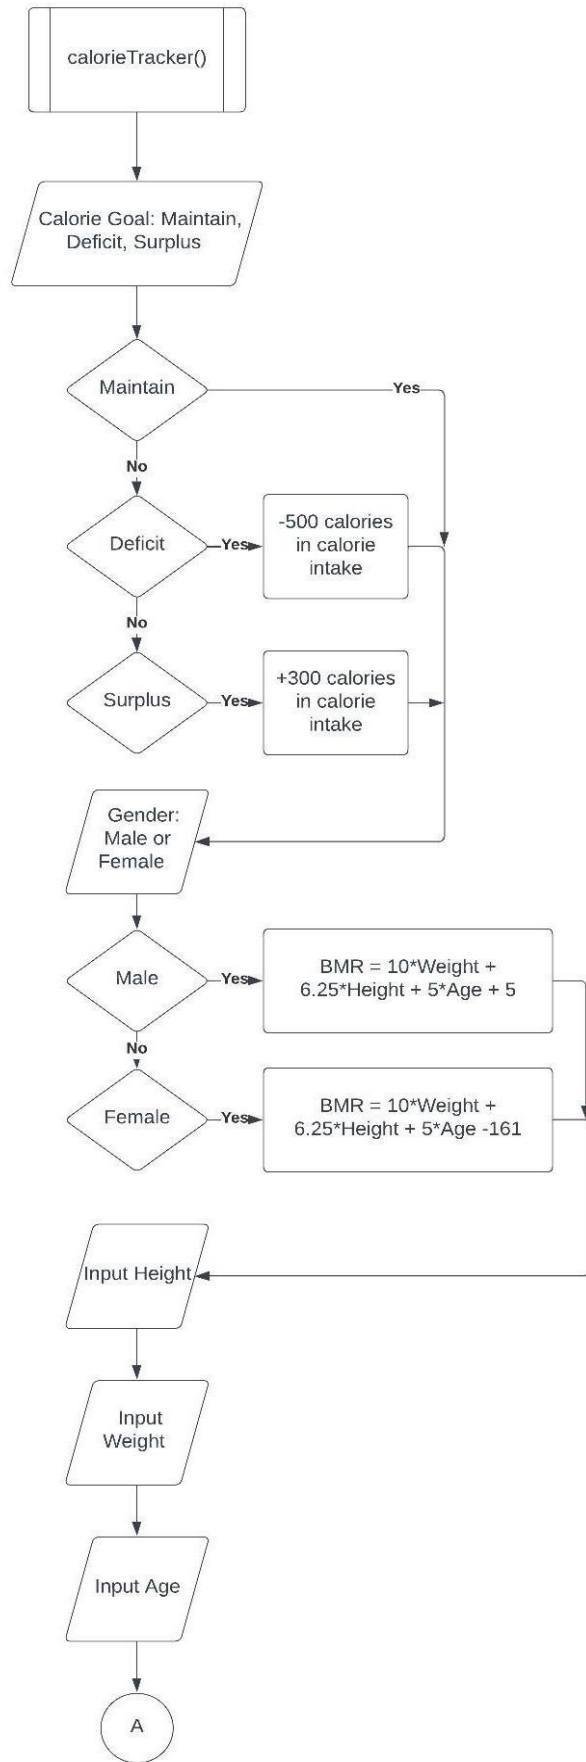 calorieTracker()
Calorie Goal: Maintain,
Deficit, Surplus
Maintain
Yes
No
Deficit
Yes
-500 calories
in calorie
intake
No
Surplus
Yes
+300 calories
in calorie
intake
Gender:
Male or
Female
Male
Yes
BMR = 10*Weight +
6.25*Height + 5*Age + 5
No
Female
Yes
BMR = 10*Weight +
6.25*Height + 5*Age -161
Input Height
Input
Weight
Input Age
A